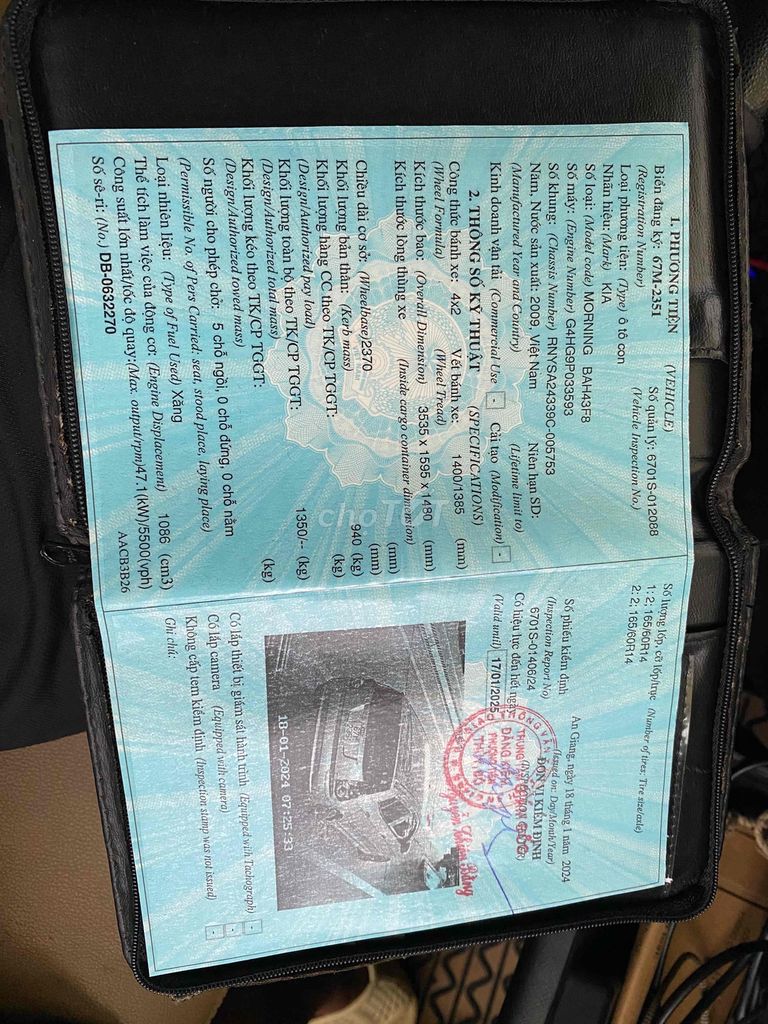 1. PHƯƠNG TIỆN (VEHICLE)
Biển đăng ký: 67M-2351 Số quản lý: 6701S-012088
(Registration Number) (Vehicle Inspection No.)
Loại phương tiện: (Type) ô tô con
Nhãn hiệu: (Mark) KIA
Số loại: (Model code) MORNING BAH43F8
Số máy: (Engine Number) G4HG9P033593
Số khung: (Chassis Number) RNYSA24339C-005753
Năm, Nước sản xuất: 2009, Việt Nam Niên hạn SD:
(Manufactured Year and Country) (Lifetime limit to)
Kinh doanh vận tải (Commercial Use) - Cải tạo (Modification) -
2. THÔNG SỐ KỸ THUẬT (SPECIFICATIONS)
Công thức bánh xe: 4x2 Vết bánh xe: 1400/1385 (mm)
(Wheel Formula) (Wheel Tread)
Kích thước bao: (Overall Dimension) 3535 x 1595 x 1480 (mm)
Kích thước lòng thùng xe (Inside cargo container dimension) (mm)
Chiều dài cơ sở: (Wheelbase) 2370 (mm)
Khối lượng bản thân: (Kerb mass) 940 (kg)
Khối lượng hàng CC theo TK/CP TGGT: (kg)
(Design/Authorized pay load)
Khối lượng toàn bộ theo TK/CP TGGT: 1350/-- (kg)
(Design/Authorized total mass)
Khối lượng kéo theo TK/CP TGGT: (kg)
(Design/Authorized towed mass)
Số người cho phép chở: 5 chỗ ngồi, 0 chỗ đứng, 0 chỗ nằm
(Permissible No. of Pers Carried: seat, stood place, laying place)
Loại nhiên liệu: (Type of Fuel Used) Xăng
Thể tích làm việc của động cơ: (Engine Displacement) 1086 (cm3)
Công suất lớn nhất/tốc độ quay: (Max. output/rpm) 47.1(kW)/5500(vph)
Số sê-ri: (No.) DB-0632270 AACB3B26
Số lượng lốp, cỡ lốp/trục (Number of tires: Tire size/axle)
1: 2; 165/60R14
2: 2; 165/60R14
An Giang, ngày 18 tháng 1 năm 2024
(Issued on: Day/Month/Year)
Số phiếu kiểm định ĐƠN VỊ KIỂM ĐỊNH
(Inspection Report No)
6701S-01406/24
Có hiệu lực đến hết ngày
(Valid until) 17/01/2025
18-01-2024 07:25:33
Có lắp thiết bị giám sát hành trình (Equipped with Tachograph) -
Có lắp camera (Equipped with camera) -
Không cấp tem kiểm định (Inspection stamp was not issued) -
Ghi chú:
choTOT